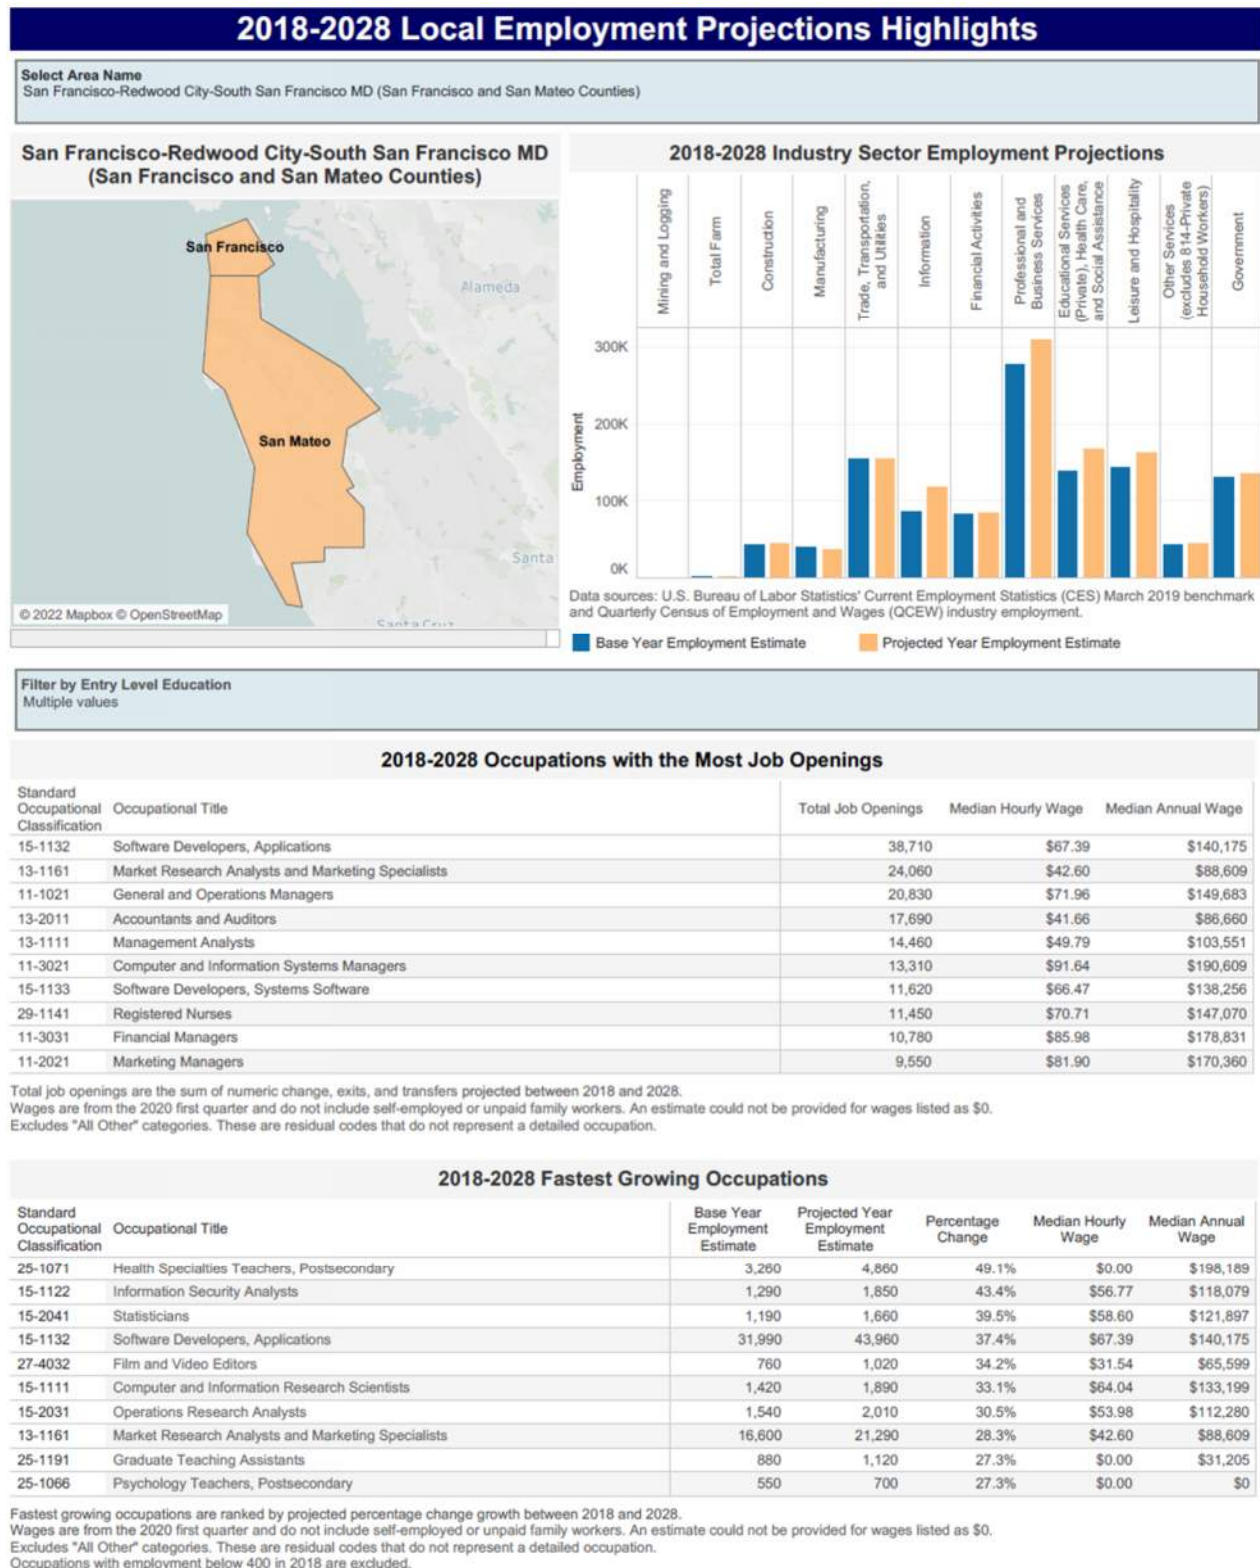 2018-2028 Local Employment Projections Highlights
Select Area Name
San Francisco-Redwood City-South San Francisco MD (San Francisco and San Mateo Counties)
San Francisco-Redwood City-South San Francisco MD
(San Francisco and San Mateo Counties)
San Francisco
Alameda
San Mateo
Santa
Santa Cruz
© 2022 Mapbox © OpenStreetMap
2018-2028 Industry Sector Employment Projections
Mining and Logging
Total Farm
Construction
Manufacturing
Trade, Transportation,
and Utilities
Information
Financial Activities
Professional and
Business Services
Educational Services
(Private), Health Care,
and Social Assistance
Leisure and Hospitality
Other Services
(excludes 814-Private
Household Workers)
Government
Employment
300K
200K
100K
0K
Data sources: U.S. Bureau of Labor Statistics' Current Employment Statistics (CES) March 2019 benchmark
and Quarterly Census of Employment and Wages (QCEW) industry employment.
Base Year Employment Estimate Projected Year Employment Estimate
Filter by Entry Level Education
Multiple values
2018-2028 Occupations with the Most Job Openings
Standard
Occupational Occupational Title Total Job Openings Median Hourly Wage Median Annual Wage
Classification
15-1132 Software Developers, Applications 38,710 $67.39 $140,175
13-1161 Market Research Analysts and Marketing Specialists 24,060 $42.60 $88,609
11-1021 General and Operations Managers 20,830 $71.96 $149,683
13-2011 Accountants and Auditors 17,690 $41.66 $86,660
13-1111 Management Analysts 14,460 $49.79 $103,551
11-3021 Computer and Information Systems Managers 13,310 $91.64 $190,609
15-1133 Software Developers, Systems Software 11,620 $66.47 $138,256
29-1141 Registered Nurses 11,450 $70.71 $147,070
11-3031 Financial Managers 10,780 $85.98 $178,831
11-2021 Marketing Managers 9,550 $81.90 $170,360
Total job openings are the sum of numeric change, exits, and transfers projected between 2018 and 2028.
Wages are from the 2020 first quarter and do not include self-employed or unpaid family workers. An estimate could not be provided for wages listed as $0.
Excludes "All Other" categories. These are residual codes that do not represent a detailed occupation.
2018-2028 Fastest Growing Occupations
Standard Base Year Projected Year
Occupational Occupational Title Employment Employment Percentage Median Hourly Median Annual
Classification Estimate Estimate Change Wage Wage
25-1071 Health Specialties Teachers, Postsecondary 3,260 4,860 49.1% $0.00 $198,189
15-1122 Information Security Analysts 1,290 1,850 43.4% $56.77 $118,079
15-2041 Statisticians 1,190 1,660 39.5% $58.60 $121,897
15-1132 Software Developers, Applications 31,990 43,960 37.4% $67.39 $140,175
27-4032 Film and Video Editors 760 1,020 34.2% $31.54 $65,599
15-1111 Computer and Information Research Scientists 1,420 1,890 33.1% $64.04 $133,199
15-2031 Operations Research Analysts 1,540 2,010 30.5% $53.98 $112,280
13-1161 Market Research Analysts and Marketing Specialists 16,600 21,290 28.3% $42.60 $88,609
25-1191 Graduate Teaching Assistants 880 1,120 27.3% $0.00 $31,205
25-1066 Psychology Teachers, Postsecondary 550 700 27.3% $0.00 $0
Fastest growing occupations are ranked by projected percentage change growth between 2018 and 2028.
Wages are from the 2020 first quarter and do not include self-employed or unpaid family workers. An estimate could not be provided for wages listed as $0.
Excludes "All Other" categories. These are residual codes that do not represent a detailed occupation.
Occupations with employment below 400 in 2018 are excluded.